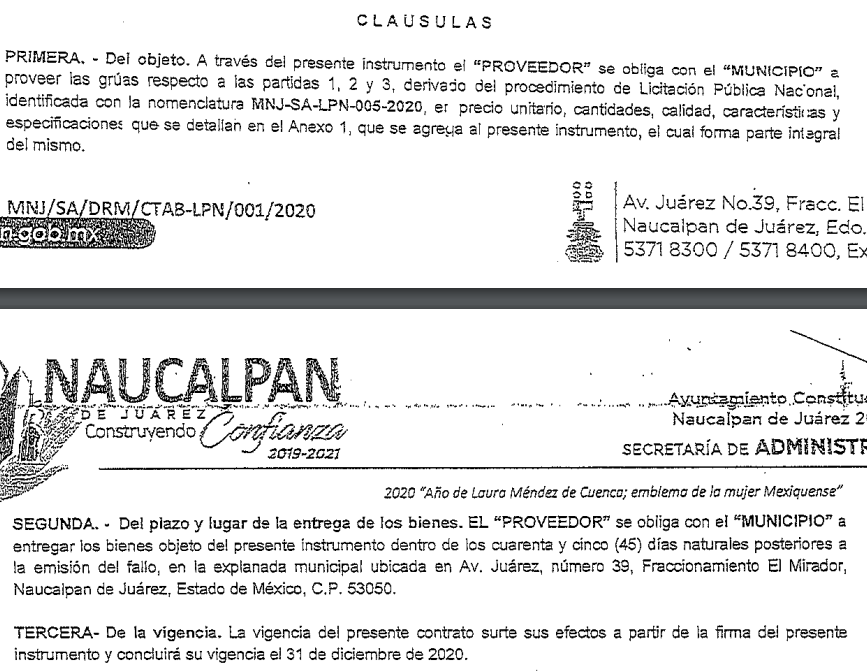 CLAUSULAS
PRIMERA. - Del objeto. A través del presente instrumento el "PROVEEDOR" se obliga con el "MUNICIPIO" a
proveer las grúas respecto a las partidas 1, 2 y 3, derivado del procedimiento de Licitación Pública Nacional,
identificada con la nomenclatura MNJ-SA-LPN-005-2020, er precio unitario, cantidades, calidad, características y
especificaciones que se detallan en el Anexo 1, que se agrega al presente instrumento, el cual forma parte integral
del mismo.
MNJ/SA/DRM/CTAB-LPN/001/2020
n.gob.mx
Av. Juárez No.39, Fracc. El
Naucalpan de Juárez, Edo.
5371 8300 / 5371 8400, Ex
NAUCALPAN
DE JUÁREZ
Construyendo Confianza
2019-2021
Ayuntamiento Constitu
Naucalpan de Juárez 2
SECRETARÍA DE ADMINISTR
2020 "Año de Laura Méndez de Cuenca; emblema de la mujer Mexiquense"
SEGUNDA. - Del plazo y lugar de la entrega de los bienes. EL "PROVEEDOR" se obliga con el "MUNICIPIO" a
entregar los bienes objeto del presente instrumento dentro de los cuarenta y cinco (45) días naturales posteriores a
la emisión del fallo, en la explanada municipal ubicada en Av. Juárez, número 39, Fraccionamiento El Mirador,
Naucalpan de Juárez, Estado de México, C.P. 53050.
TERCERA- De la vigencia. La vigencia del presente contrato surte sus efectos a partir de la firma del presente
instrumento y concluirá su vigencia el 31 de diciembre de 2020.